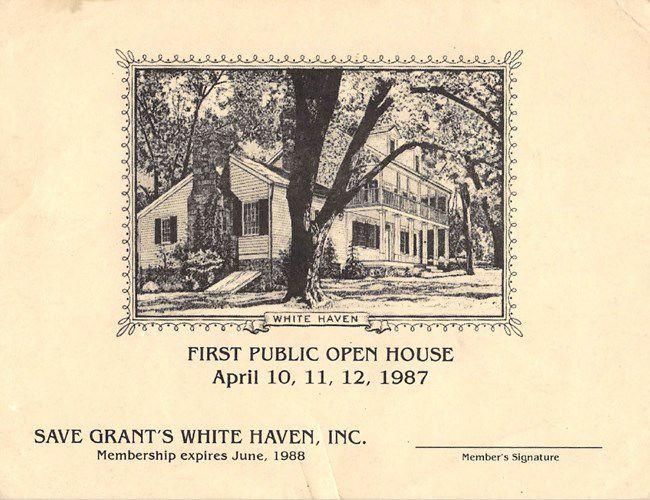 WHITE HAVEN
FIRST PUBLIC OPEN HOUSE
April 10, 11, 12, 1987
SAVE GRANT'S WHITE HAVEN, INC.
Membership expires June, 1988
Member's Signature